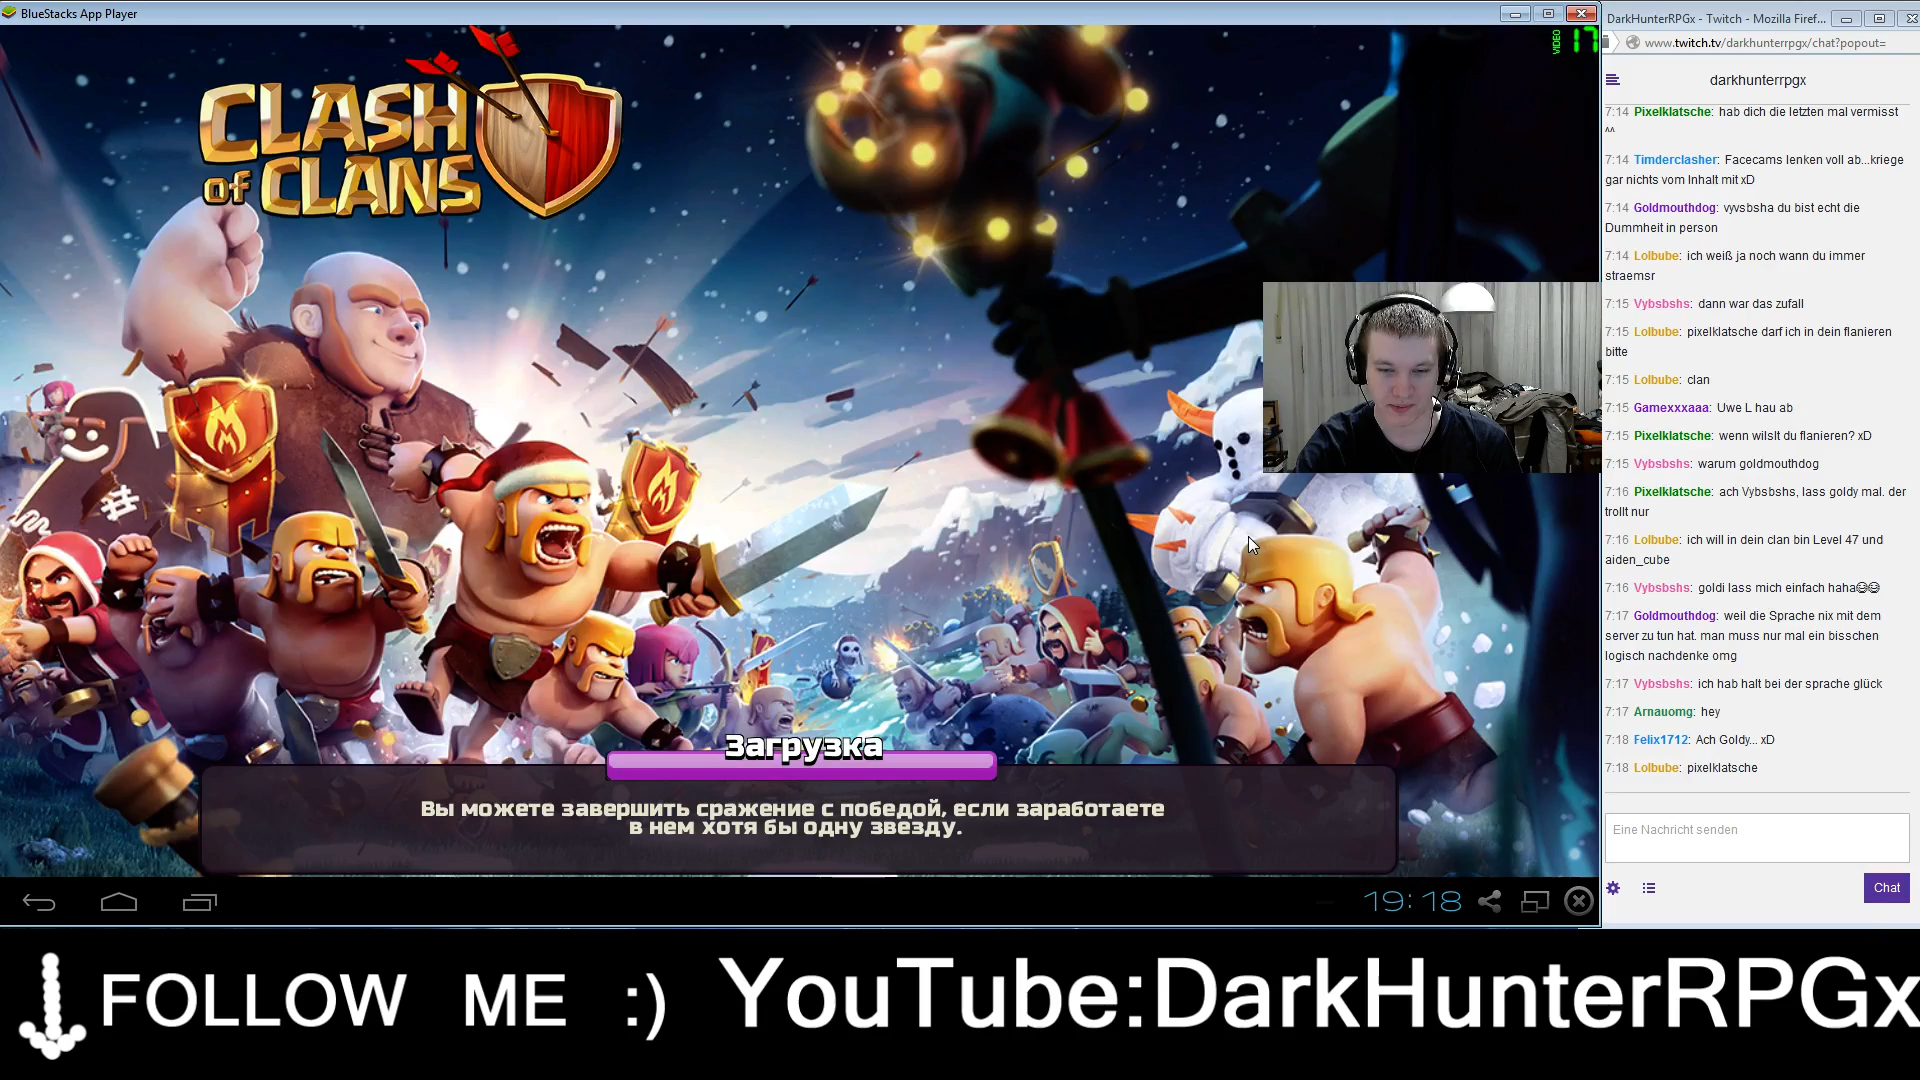 BlueStacks App Player
VIDEO 17
CLASH
OF CLANS
Загрузка
Вы можете завершить сражение с победой, если заработаете
в нем хотя бы одну звезду.
19:18
DarkHunterRPGx - Twitch - Mozilla Firef...
www.twitch.tv/darkhunterrpgx/chat?popout=
darkhunterrpgx
7:14 Pixelklatsche: hab dich die letzten mal vermisst
^^
7:14 Timderclasher: Facecams lenken voll ab...kriege
gar nichts vom Inhalt mit xD
7:14 Goldmouthdog: vyvsbsha du bist echt die
Dummheit in person
7:14 Lolbube: ich weiß ja noch wann du immer
straemsr
7:15 Vybsbshs: dann war das zufall
7:15 Lolbube: pixelklatsche darf ich in dein flanieren
bitte
7:15 Lolbube: clan
7:15 Gamexxxaaa: Uwe L hau ab
7:15 Pixelklatsche: wenn wilslt du flanieren? xD
7:15 Vybsbshs: warum goldmouthdog
7:16 Pixelklatsche: ach Vybsbshs, lass goldy mal. der
trollt nur
7:16 Lolbube: ich will in dein clan bin Level 47 und
aiden_cube
7:16 Vybsbshs: goldi lass mich einfach haha😂😂
7:17 Goldmouthdog: weil die Sprache nix mit dem
server zu tun hat. man muss nur mal ein bisschen
logisch nachdenke omg
7:17 Vybsbshs: ich hab halt bei der sprache glück
7:17 Arnauomg: hey
7:18 Felix1712: Ach Goldy... xD
7:18 Lolbube: pixelklatsche
Eine Nachricht senden
Chat
FOLLOW ME :) YouTube:DarkHunterRPGx